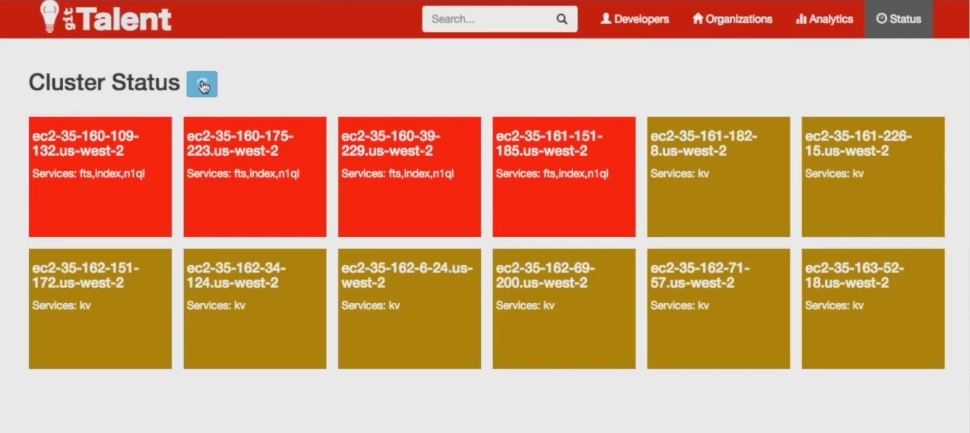 git Talent
Search...
Developers
Organizations
Analytics
Status
Cluster Status
ec2-35-160-109-
132.us-west-2
Services: fts,index,n1ql
ec2-35-160-175-
223.us-west-2
Services: fts,index,n1ql
ec2-35-160-39-
229.us-west-2
Services: fts,index,n1ql
ec2-35-161-151-
185.us-west-2
Services: fts,index,n1ql
ec2-35-161-182-
8.us-west-2
Services: kv
ec2-35-161-226-
15.us-west-2
Services: kv
ec2-35-162-151-
172.us-west-2
Services: kv
ec2-35-162-34-
124.us-west-2
Services: kv
ec2-35-162-6-24.us-
west-2
Services: kv
ec2-35-162-69-
200.us-west-2
Services: kv
ec2-35-162-71-
57.us-west-2
Services: kv
ec2-35-163-52-
18.us-west-2
Services: kv